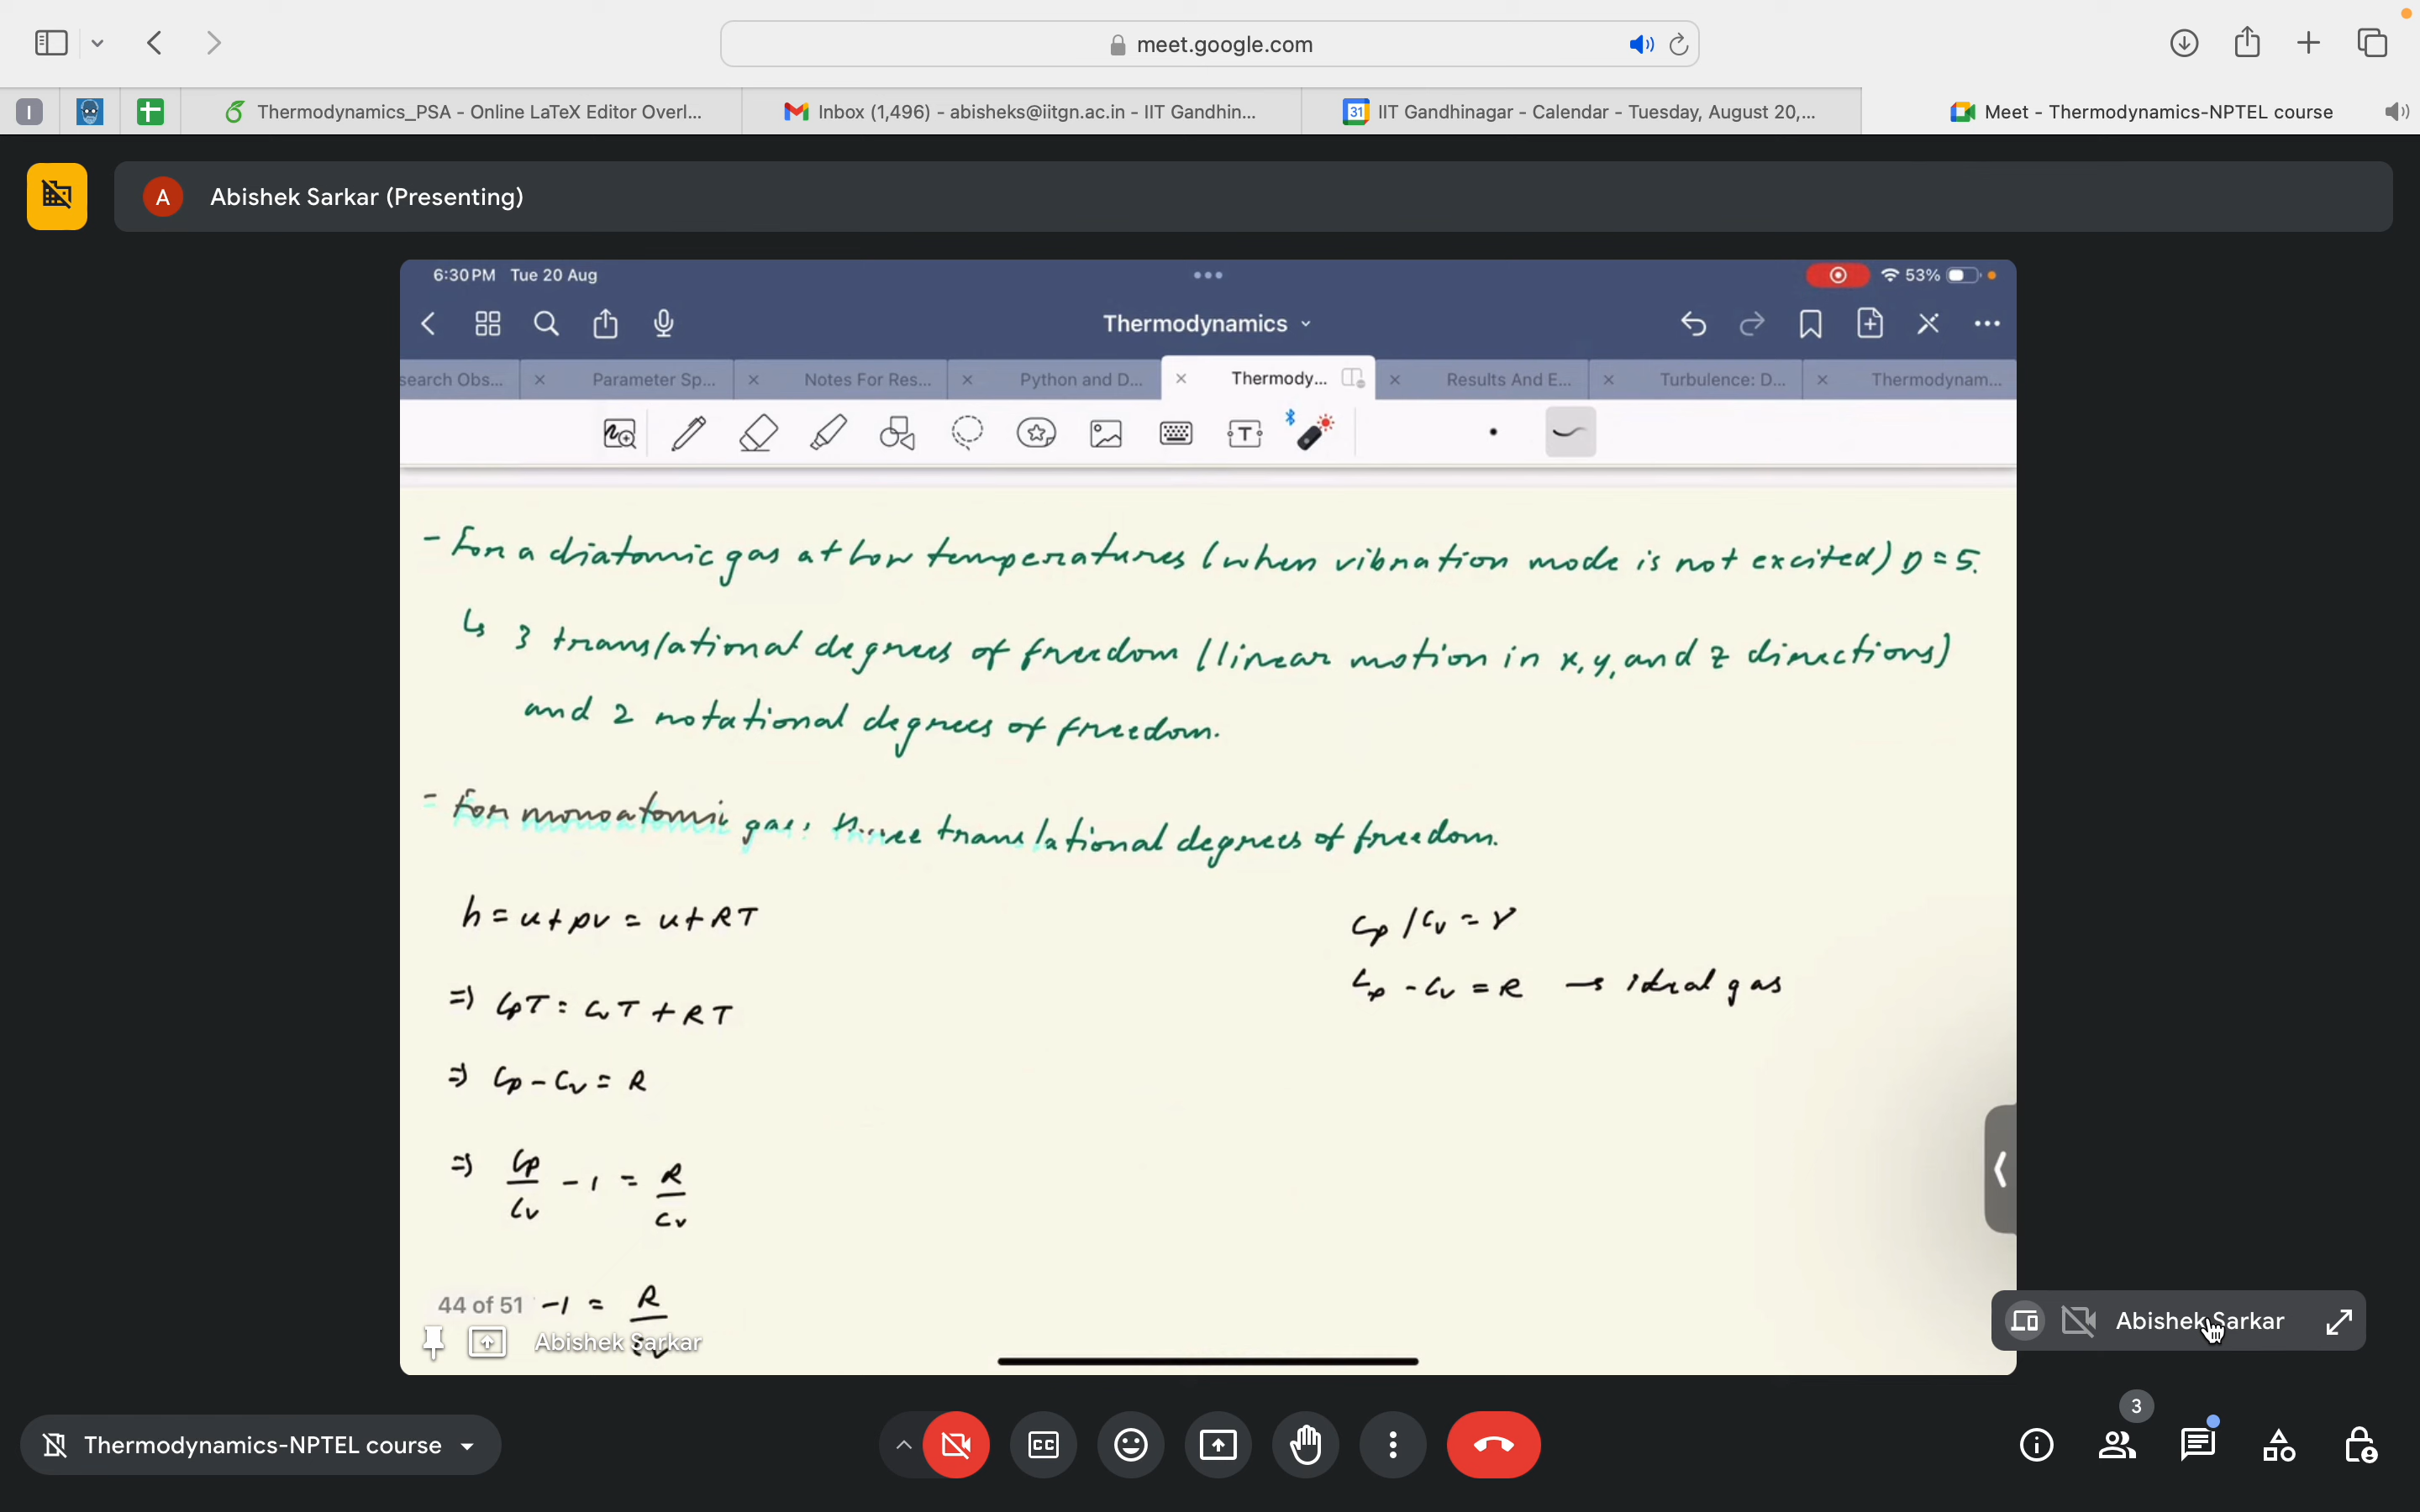 meet.google.com
Thermodynamics_PSA - Online LaTeX Editor Overl...
Inbox (1,496) - abisheks@iitgn.ac.in - IIT Gandhin...
31 IIT Gandhinagar - Calendar - Tuesday, August 20,...
Meet - Thermodynamics-NPTEL course
A Abishek Sarkar (Presenting)
6:30 PM Tue 20 Aug
53%
Thermodynamics
search Obs...
Parameter Sp...
Notes For Res...
Python and D...
Thermody...
Results And E...
Turbulence: D...
Thermodynam...
- For a diatomic gas at low temperatures (when vibration mode is not excited) D = 5.
↳ 3 translational degrees of freedom (linear motion in x, y, and z directions)
and 2 rotational degrees of freedom.
- For monoatomic gas: three translational degrees of freedom.
h = u + pv = u + RT
Cp / Cv = γ
Cp - Cv = R → ideal gas
⇒ CpT = CvT + RT
⇒ Cp - Cv = R
⇒ Cp/Cv - 1 = R/Cv
44 of 51 -1 = R/Cv
Abishek Sarkar
Abishek Sarkar
Thermodynamics-NPTEL course
CC
3